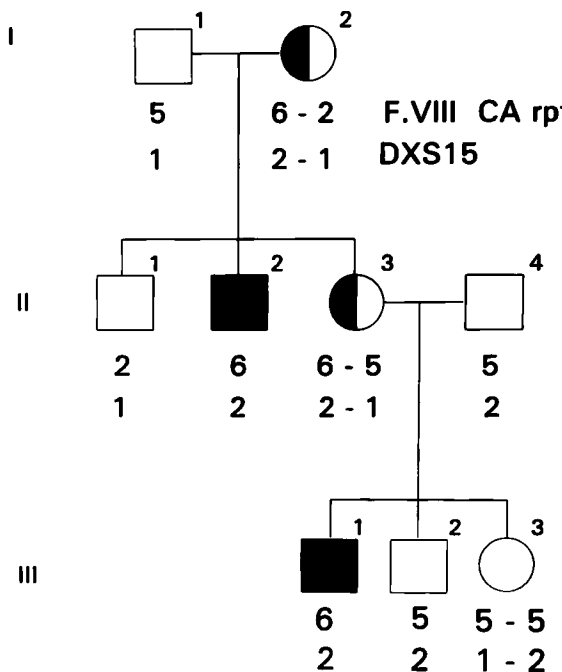 I
1 2
5 6 - 2 F.VIII CA rpt
1 2 - 1 DXS15
II
1 2 3 4
2 6 6 - 5 5
1 2 2 - 1 2
III
1 2 3
6 5 5 - 5
2 2 1 - 2